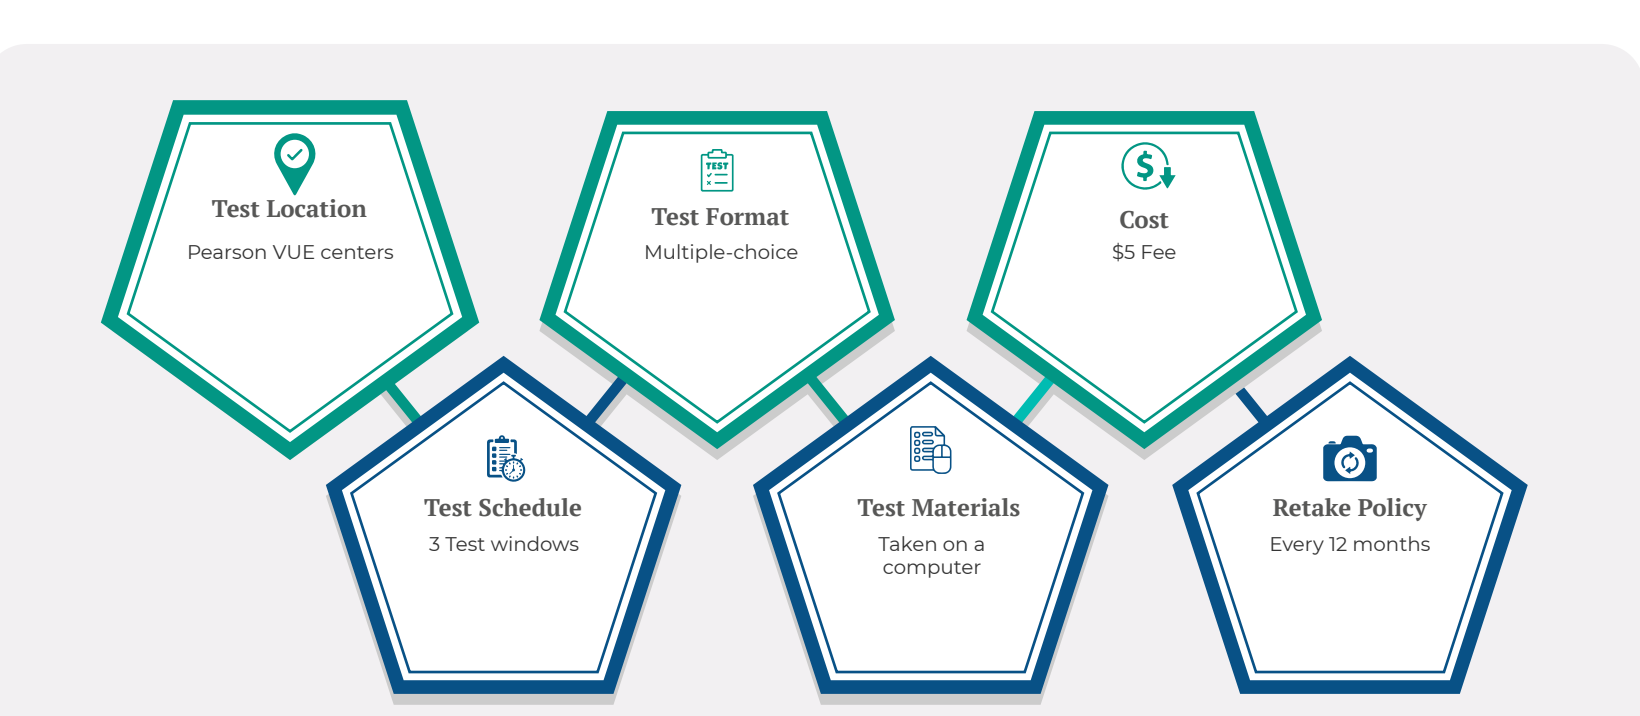 TEST
Test Location
Pearson VUE centers
Test Format
Multiple-choice
$
Cost
$5 Fee
Test Schedule
3 Test windows
Test Materials
Taken on a
computer
Retake Policy
Every 12 months